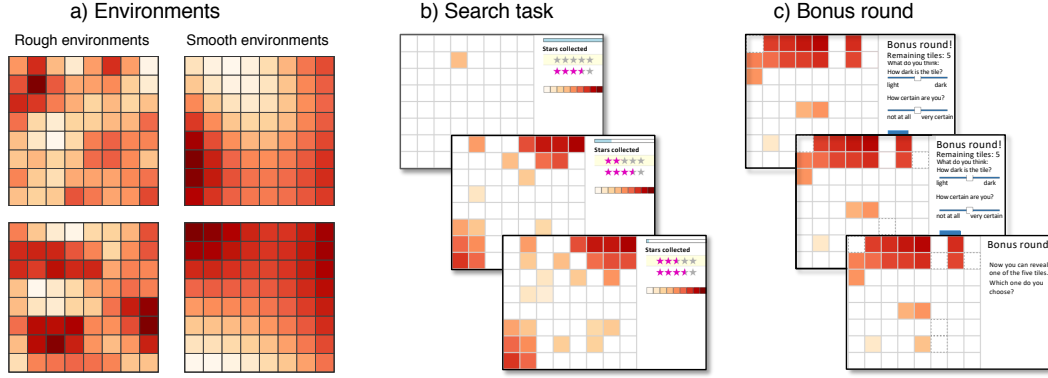 a) Environments
Rough environments
Smooth environments
b) Search task
Stars collected
Stars collected
Stars collected
c) Bonus round
Bonus round!
Remaining tiles: 5
What do you think:
How dark is the tile?
light dark
How certain are you?
not at all very certain
Bonus round!
Remaining tiles: 5
What do you think:
How dark is the tile?
light dark
How certain are you?
not at all very certain
Bonus round
Now you can reveal
one of the five tiles.
Which one do you
choose?